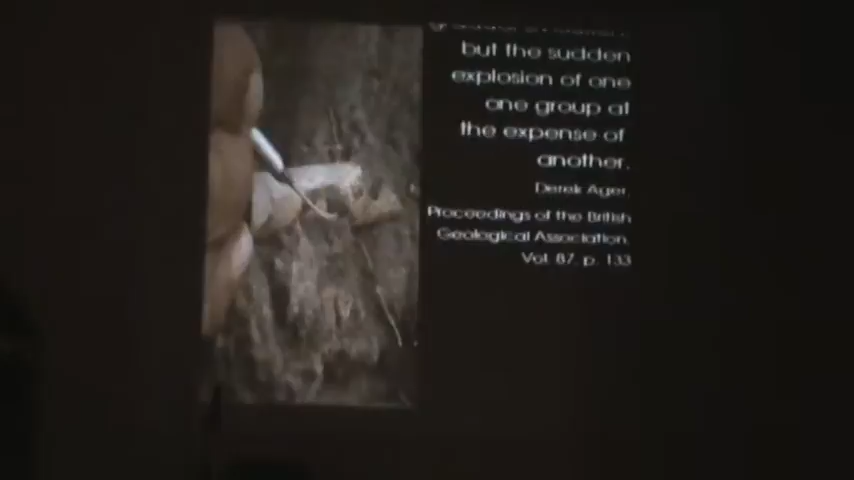 but the sudden
explosion of one
one group at
the expense of
another.
Derek Ager.
Proceedings of the British
Geological Association.
Vol. 87, p. 133